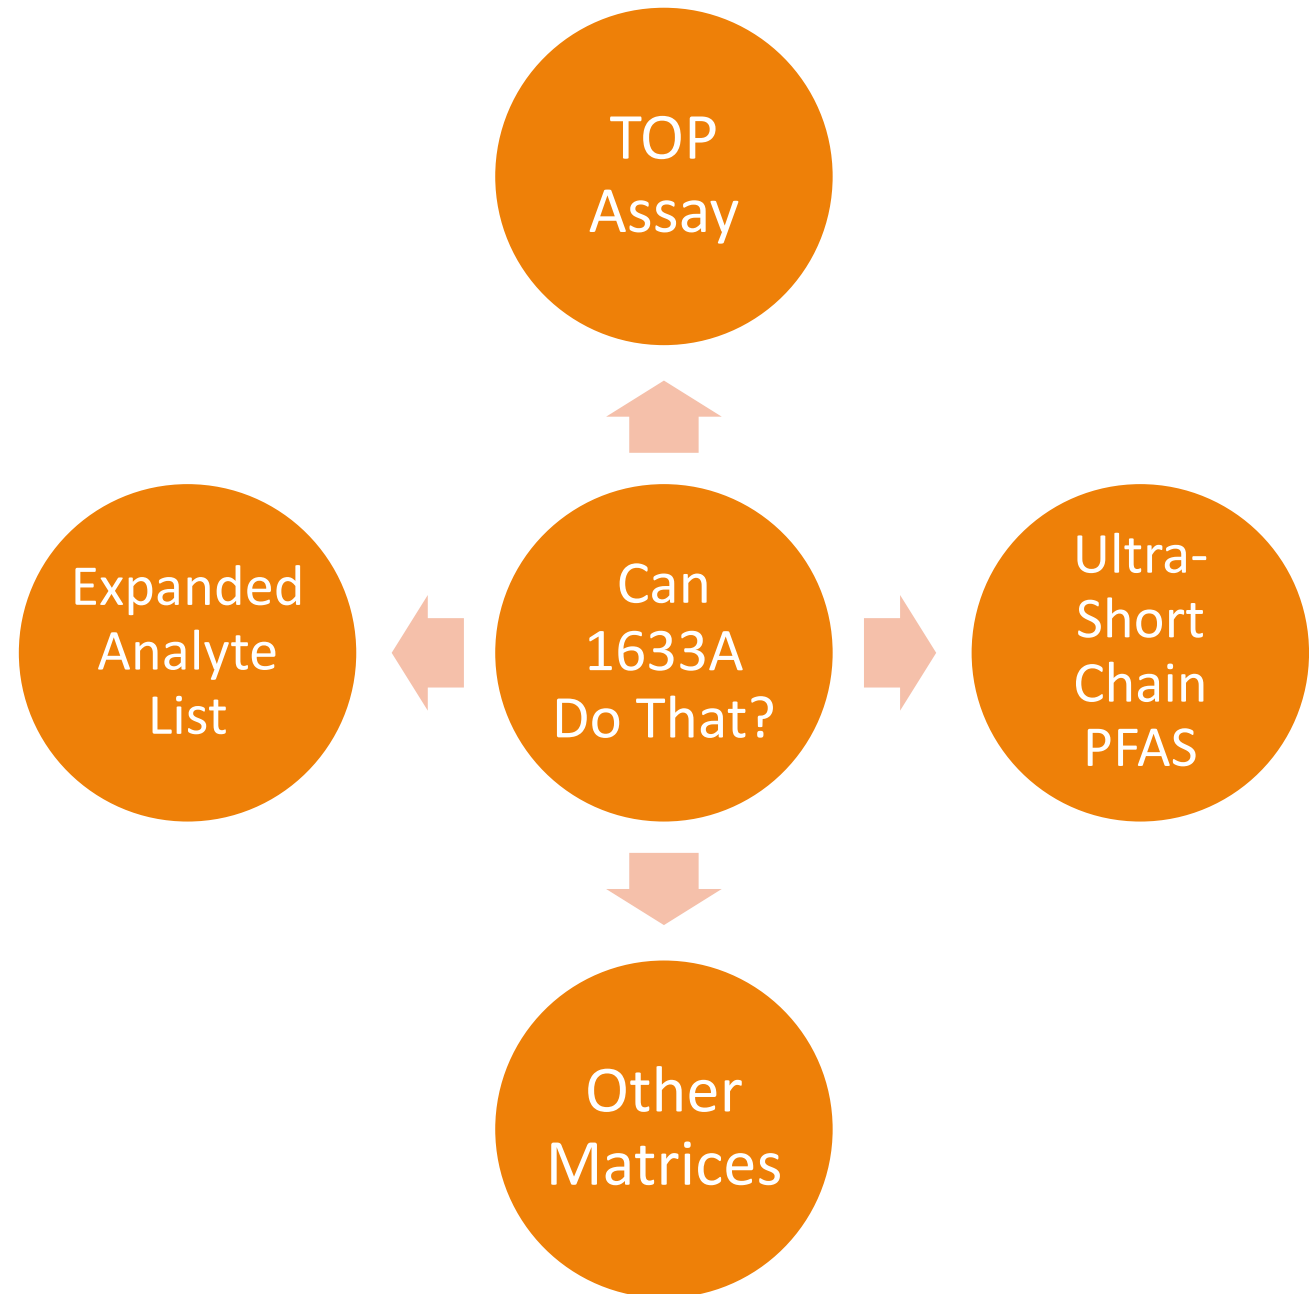 TOP
Assay
Expanded
Analyte
List
Can
1633A
Do That?
Ultra-
Short
Chain
PFAS
Other
Matrices